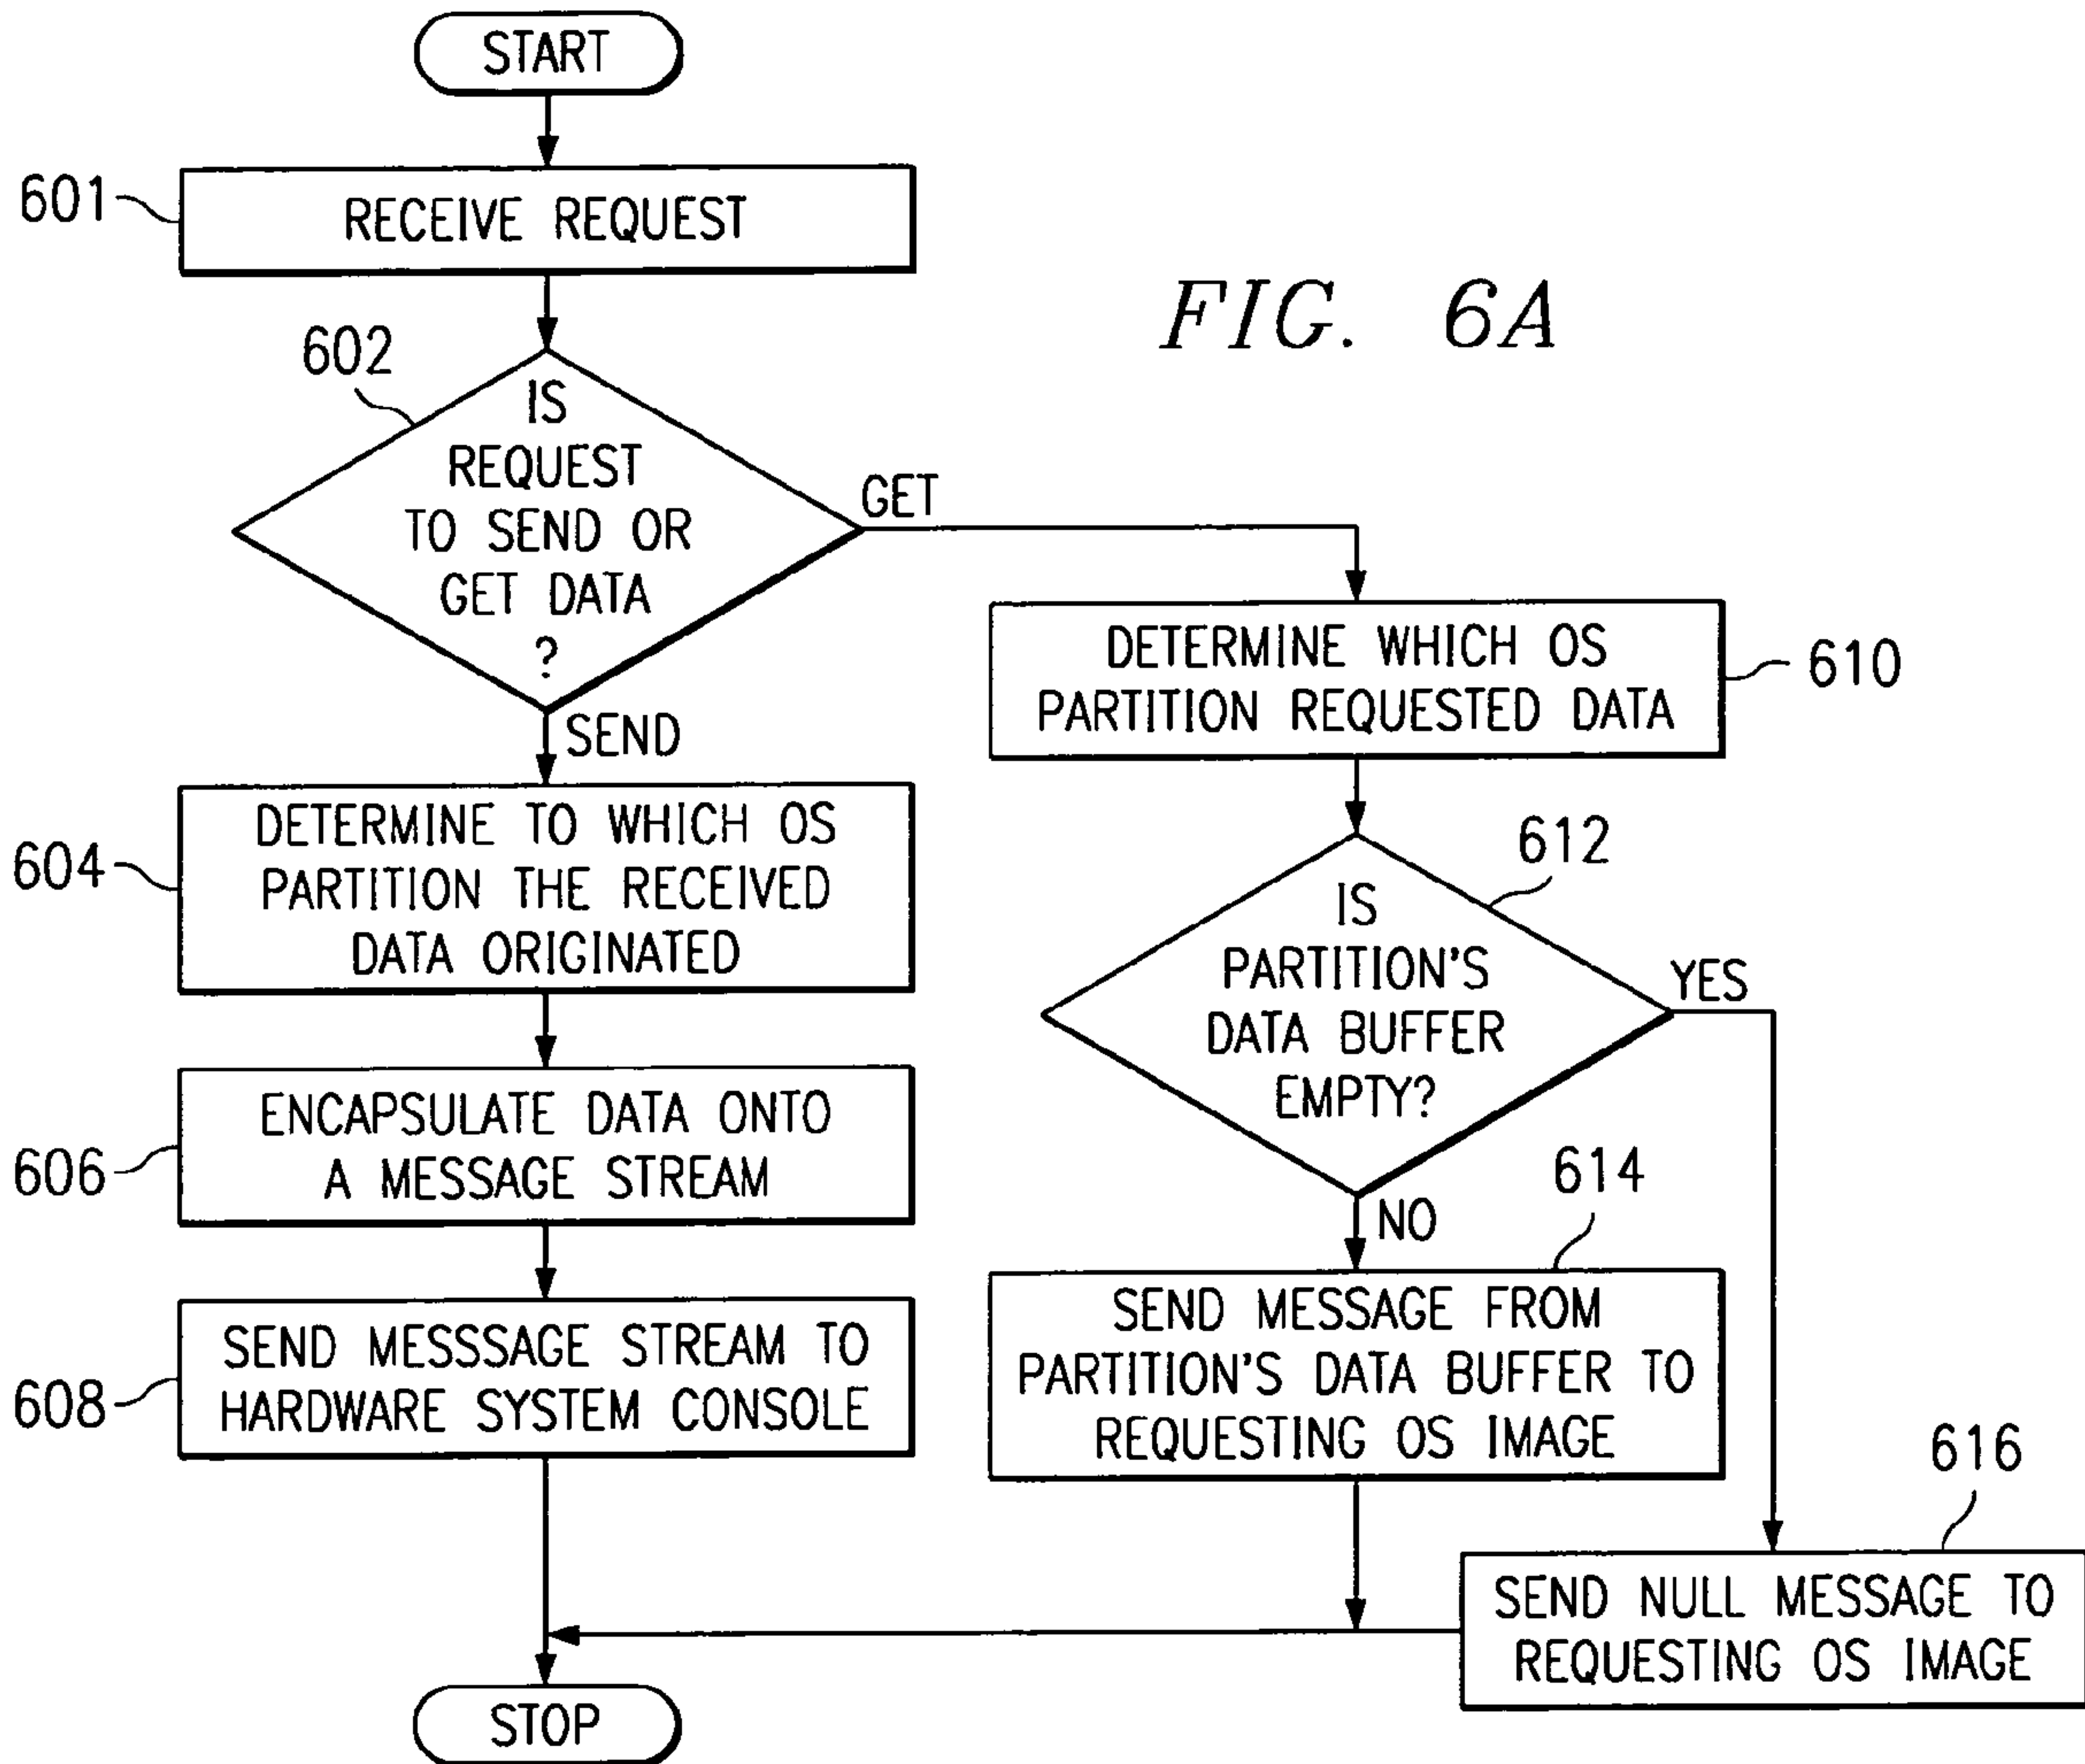 START
601
RECEIVE REQUEST
FIG. 6A
602
IS
REQUEST
TO SEND OR
GET DATA
?
GET
SEND
604
DETERMINE TO WHICH OS
PARTITION THE RECEIVED
DATA ORIGINATED
606
ENCAPSULATE DATA ONTO
A MESSAGE STREAM
608
SEND MESSSAGE STREAM TO
HARDWARE SYSTEM CONSOLE
DETERMINE WHICH OS
PARTITION REQUESTED DATA
610
612
IS
PARTITION'S
DATA BUFFER
EMPTY?
YES
NO
614
SEND MESSAGE FROM
PARTITION'S DATA BUFFER TO
REQUESTING OS IMAGE
616
SEND NULL MESSAGE TO
REQUESTING OS IMAGE
STOP